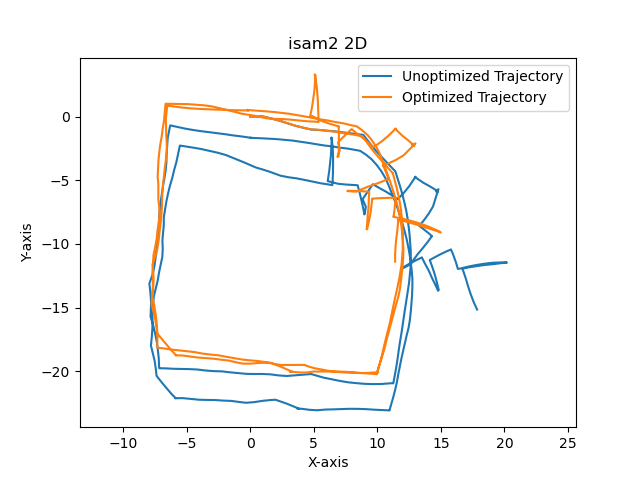 isam2 2D
Unoptimized Trajectory
Optimized Trajectory
0
−5
−10
−15
−20
Y-axis
−10 −5 0 5 10 15 20 25
X-axis